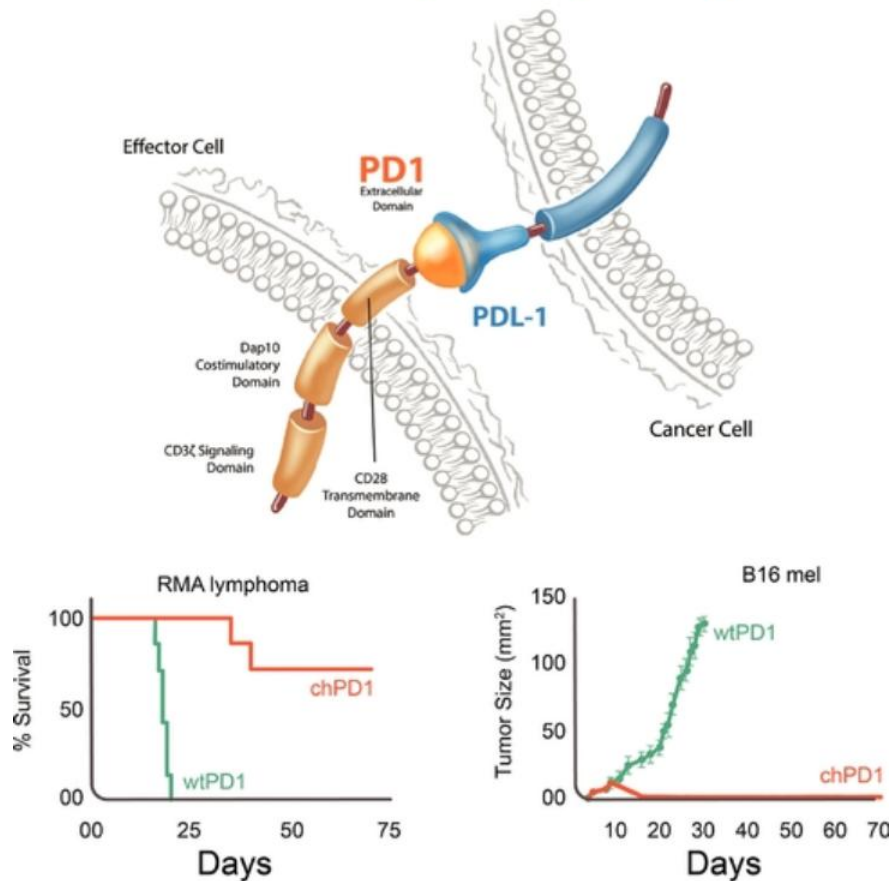 Effector Cell
PD1
Extracellular
Domain
PDL-1
Dap10
Costimulatory
Domain
CD3ζ Signaling
Domain
CD28
Transmembrane
Domain
Cancer Cell
RMA lymphoma
% Survival
100
50
00
chPD1
wtPD1
00 25 50 75
Days
B16 mel
Tumor Size (mm²)
150
100
50
00
wtPD1
chPD1
10 20 30 40 50 60 70
Days